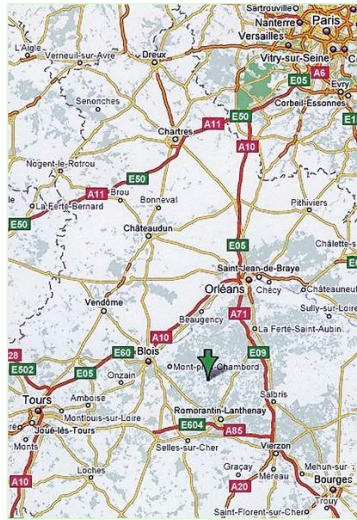 Sartrouville
Nanterre
Paris
Versailles
Vitry-sur-Seine
L'Aigle
Verneuil-sur-Avre
Dreux
E05
A6
Evry
Corbeil-Essonnes
Senonches
E50
A11
Chartres
A10
Nogent-le-Rotrou
E50
A11
Brou
Bonneval
La Ferté-Bernard
E50
Pithiviers
Châteaudun
E05
Châlette-s
Saint-Jean-de-Braye
Orléans
Chécy
Châteauneuf
Vendôme
A71
Sully-sur-Loire
Beaugency
La Ferté-Saint-Aubin
A10
28
E60
Blois
E09
E502
E05
Onzain
Mont-pr
Chambord
Tours
Amboise
Salbris
Montlouis-sur-Loire
Romorantin-Lanthenay
Joué-lès-Tours
E604
A85
Monts
Selles-sur-Cher
Vierzon
Loches
Graçay
Mehun-sur-
A10
Méreau
A20
Bourges
Trouy
Saint-Florent-sur-Cher